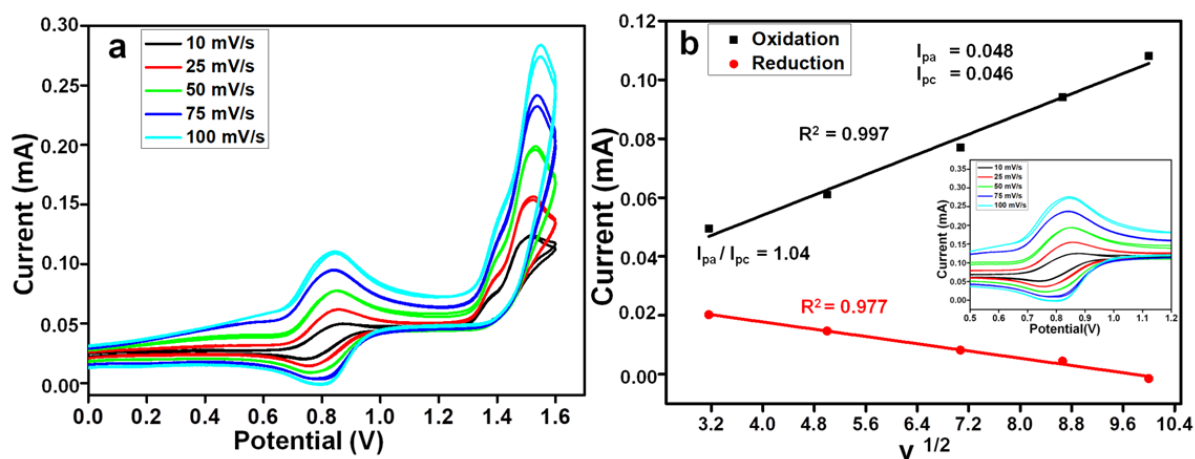 a
10 mV/s
25 mV/s
50 mV/s
75 mV/s
100 mV/s
Current (mA)
0.30
0.25
0.20
0.15
0.10
0.05
0.00
0.0 0.2 0.4 0.6 0.8 1.0 1.2 1.4 1.6
Potential (V)
b
Oxidation
Reduction
Ipa = 0.048
Ipc = 0.046
R² = 0.997
Ipa / Ipc = 1.04
R² = 0.977
Current (mA)
0.12
0.10
0.08
0.06
0.04
0.02
0.00
3.2 4.0 4.8 5.6 6.4 7.2 8.0 8.8 9.6 10.4
V 1/2
10 mV/s
25 mV/s
50 mV/s
75 mV/s
100 mV/s
Current (mA)
0.35
0.30
0.25
0.20
0.15
0.10
0.05
0.00
0.5 0.6 0.7 0.8 0.9 1.0 1.1 1.2
Potential(V)